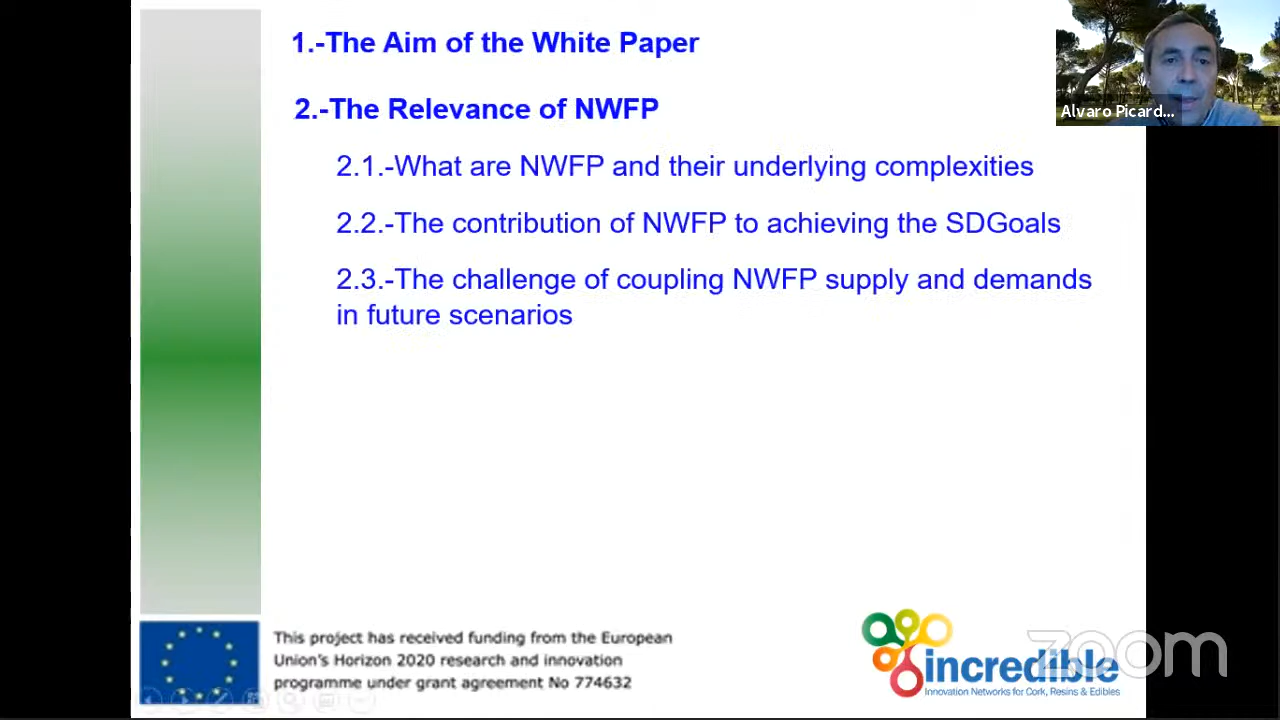 1.-The Aim of the White Paper
2.-The Relevance of NWFP
2.1.-What are NWFP and their underlying complexities
2.2.-The contribution of NWFP to achieving the SDGoals
2.3.-The challenge of coupling NWFP supply and demands
in future scenarios
Alvaro Picard...
This project has received funding from the European
Union's Horizon 2020 research and innovation
programme under grant agreement No 774632
incredible
Innovation Networks for Cork, Resins & Edibles
zoom